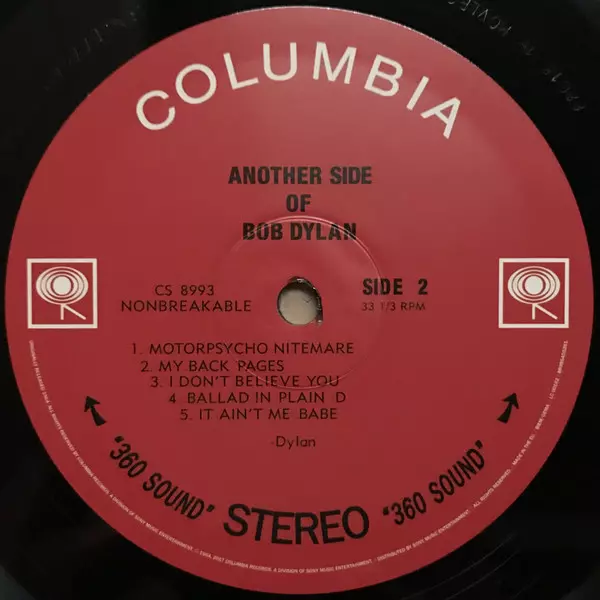 COLUMBIA
ANOTHER SIDE
OF
BOB DYLAN
CS 8993
NONBREAKABLE
SIDE 2
33 1/3 RPM
1. MOTORPSYCHO NITEMARE
2. MY BACK PAGES
3. I DON'T BELIEVE YOU
4 BALLAD IN PLAIN D
5. IT AIN'T ME BABE
-Dylan
"360 SOUND" STEREO "360 SOUND"